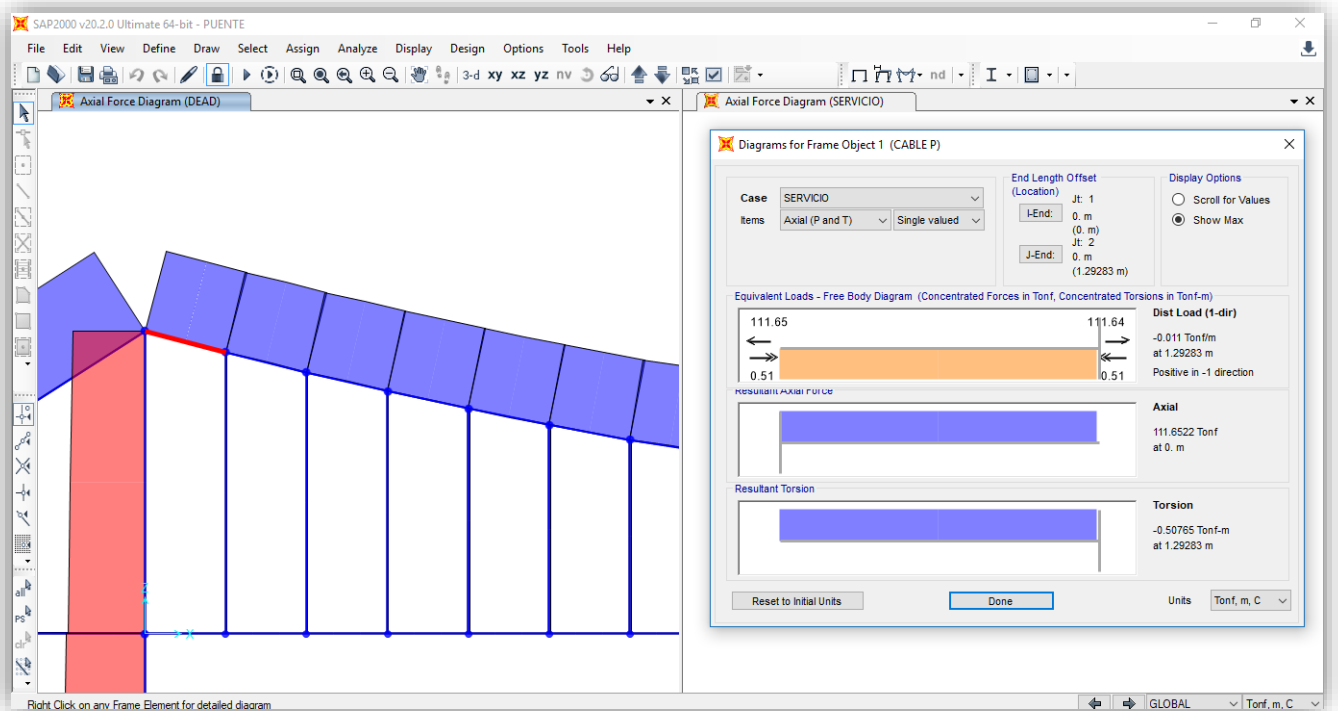 SAP2000 v20.2.0 Ultimate 64-bit - PUENTE
File Edit View Define Draw Select Assign Analyze Display Design Options Tools Help
3-d xy xz yz nv nd
Axial Force Diagram (DEAD)
Axial Force Diagram (SERVICIO)
all
PS
clr
Z
X
Diagrams for Frame Object 1 (CABLE P)
Case SERVICIO
Items Axial (P and T) Single valued
End Length Offset
(Location)
Jt: 1
I-End: 0. m
(0. m)
Jt: 2
J-End: 0. m
(1.29283 m)
Display Options
Scroll for Values
Show Max
Equivalent Loads - Free Body Diagram (Concentrated Forces in Tonf, Concentrated Torsions in Tonf-m)
111.65 111.64
0.51 0.51
Dist Load (1-dir)
-0.011 Tonf/m
at 1.29283 m
Positive in -1 direction
Resultant Axial Force
Axial
111.6522 Tonf
at 0. m
Resultant Torsion
Torsion
-0.50765 Tonf-m
at 1.29283 m
Reset to Initial Units Done Units Tonf, m, C
Right Click on any Frame Element for detailed diagram GLOBAL Tonf, m, C